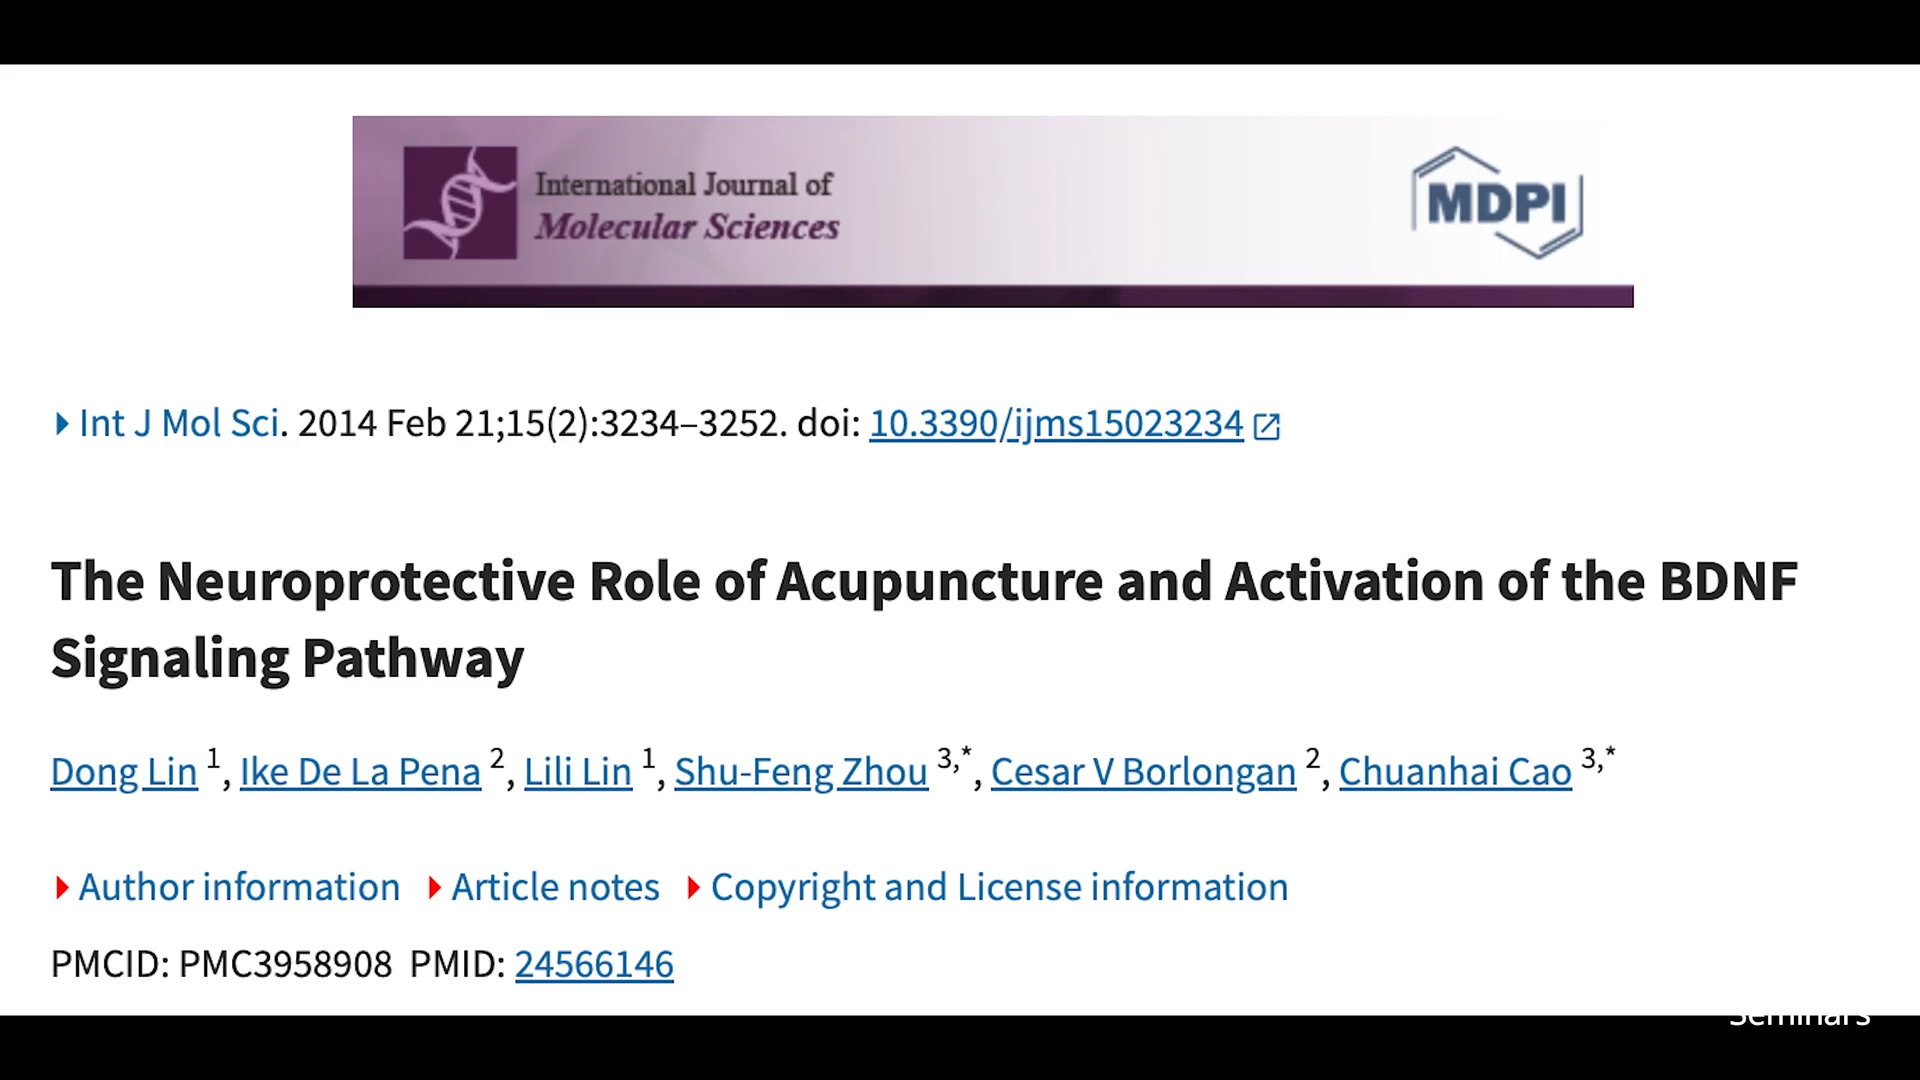 International Journal of
Molecular Sciences
MDPI
Int J Mol Sci. 2014 Feb 21;15(2):3234–3252. doi: 10.3390/ijms15023234
The Neuroprotective Role of Acupuncture and Activation of the BDNF
Signaling Pathway
Dong Lin 1, Ike De La Pena 2, Lili Lin 1, Shu-Feng Zhou 3,*, Cesar V Borlongan 2, Chuanhai Cao 3,*
Author information Article notes Copyright and License information
PMCID: PMC3958908 PMID: 24566146
Seminars